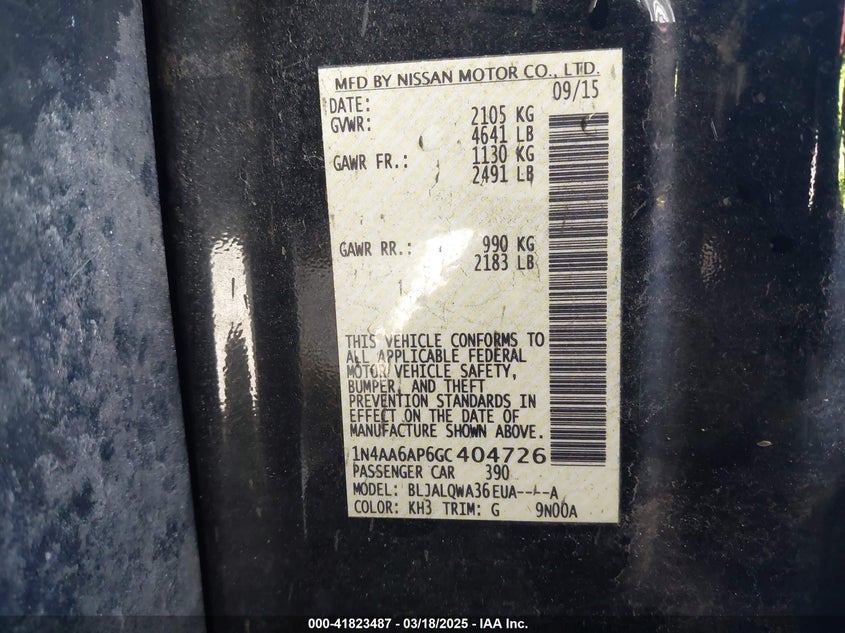 MFD BY NISSAN MOTOR CO., LTD.
DATE: 09/15
GVWR: 2105 KG
4641 LB
GAWR FR.: 1130 KG
2491 LB
GAWR RR.: 990 KG
2183 LB
THIS VEHICLE CONFORMS TO
ALL APPLICABLE FEDERAL
MOTOR VEHICLE SAFETY,
BUMPER, AND THEFT
PREVENTION STANDARDS IN
EFFECT ON THE DATE OF
MANUFACTURE SHOWN ABOVE.
1N4AA6AP6GC404726
PASSENGER CAR 390
MODEL: BLJALQWA36EUA----A
COLOR: KH3 TRIM: G 9N00A
000-41823487 - 03/18/2025 - IAA Inc.